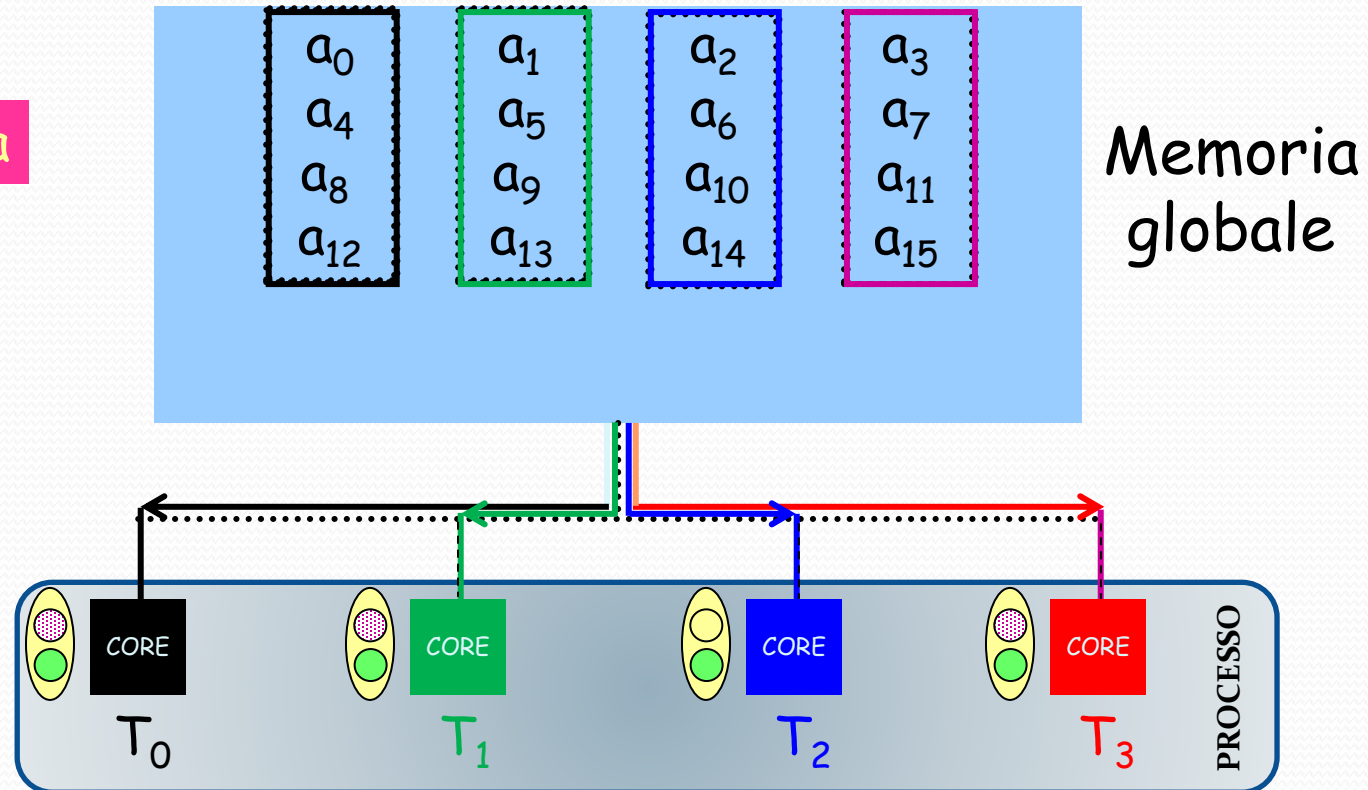 a₀ a₁ a₂ a₃
a₄ a₅ a₆ a₇
a₈ a₉ a₁₀ a₁₁
a₁₂ a₁₃ a₁₄ a₁₅
a
Memoria
globale
CORE CORE CORE CORE
T₀ T₁ T₂ T₃
PROCESSO